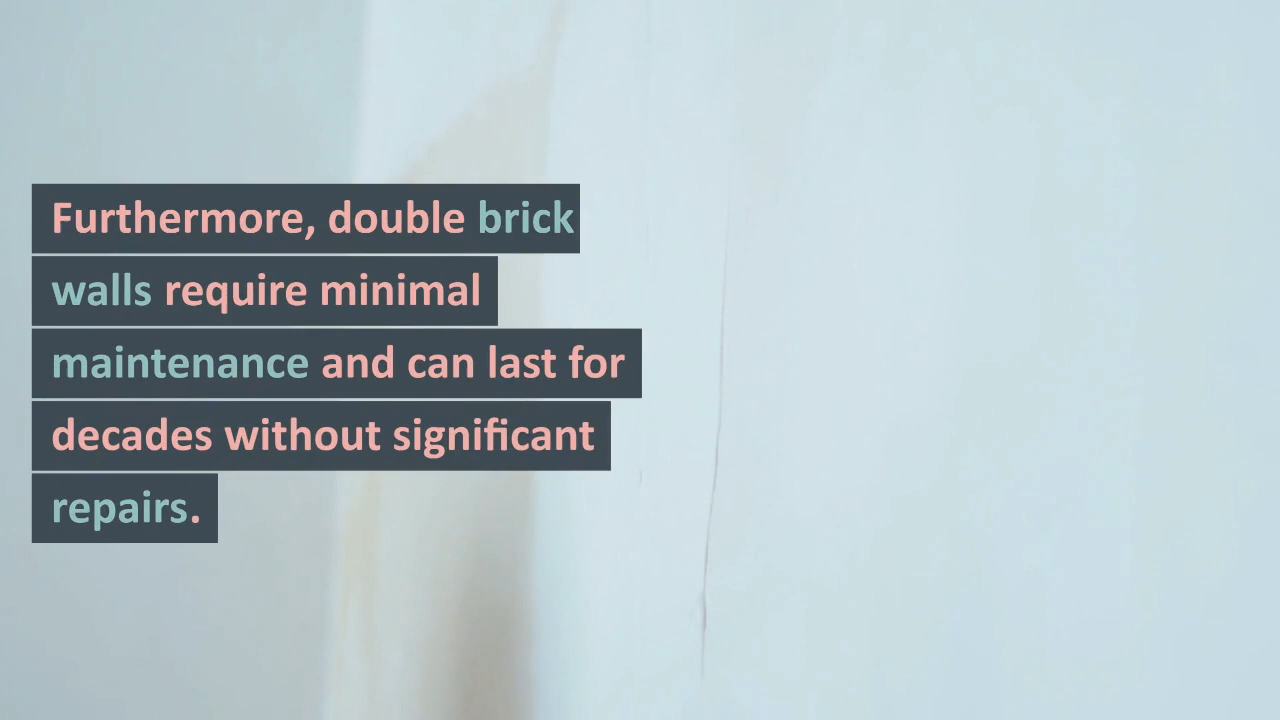 Furthermore, double brick
walls require minimal
maintenance and can last for
decades without significant
repairs.